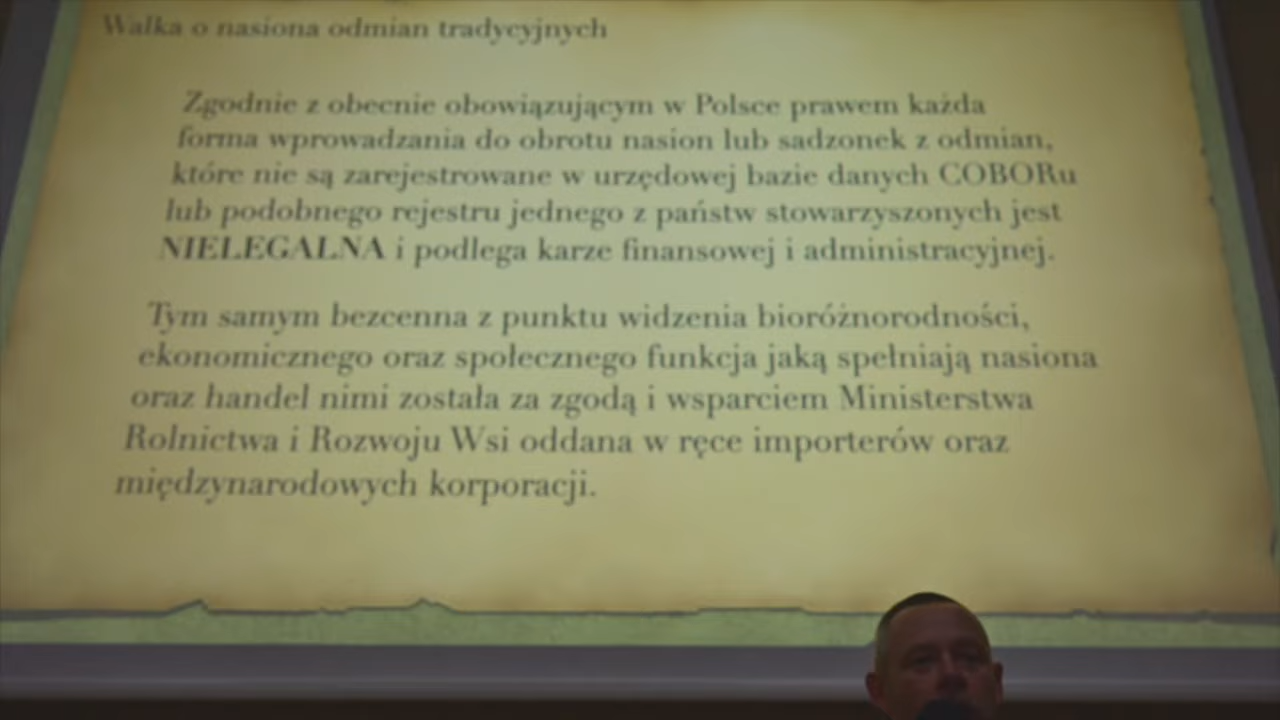 Walka o nasiona odmian tradycyjnych
Zgodnie z obecnie obowiązującym w Polsce prawem każda
forma wprowadzania do obrotu nasion lub sadzonek z odmian,
które nie są zarejestrowane w urzędowej bazie danych COBORu
lub podobnego rejestru jednego z państw stowarzyszonych jest
NIELEGALNA i podlega karze finansowej i administracyjnej.
Tym samym bezcenna z punktu widzenia bioróżnorodności,
ekonomicznego oraz społecznego funkcja jaką spełniają nasiona
oraz handel nimi została za zgodą i wsparciem Ministerstwa
Rolnictwa i Rozwoju Wsi oddana w ręce importerów oraz
międzynarodowych korporacji.